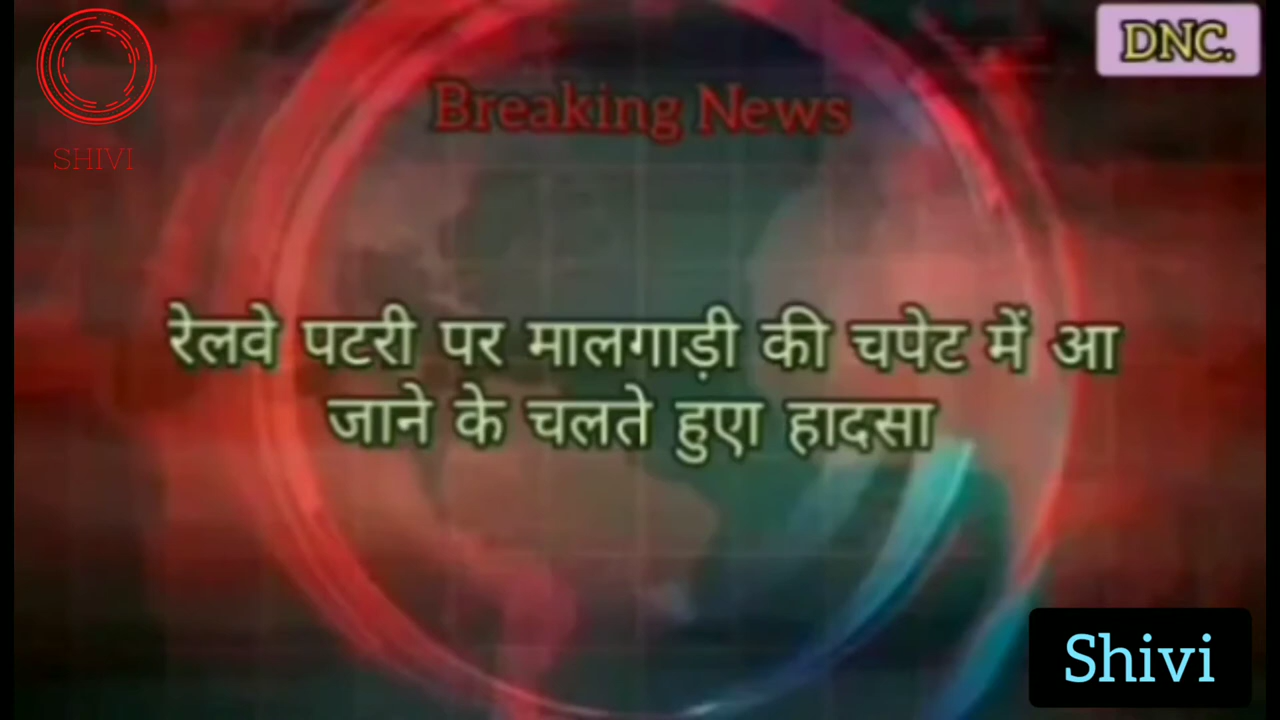 DNC.
SHIVI
Breaking News
रेलवे पटरी पर मालगाड़ी की चपेट में आ
जाने के चलते हुए हादसा
Shivi